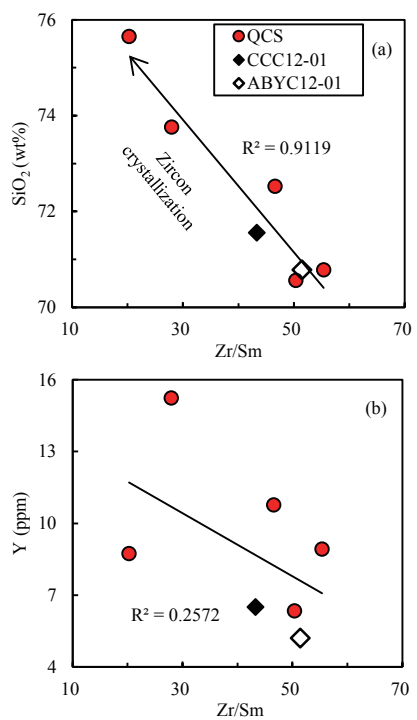 76
74
72
70
SiO2 (wt%)
QCS
CCC12-01
ABYC12-01
(a)
R² = 0.9119
Zircon
crystallization
10 30 50 70
Zr/Sm
16
13
10
7
4
Y (ppm)
(b)
R² = 0.2572
10 30 50 70
Zr/Sm